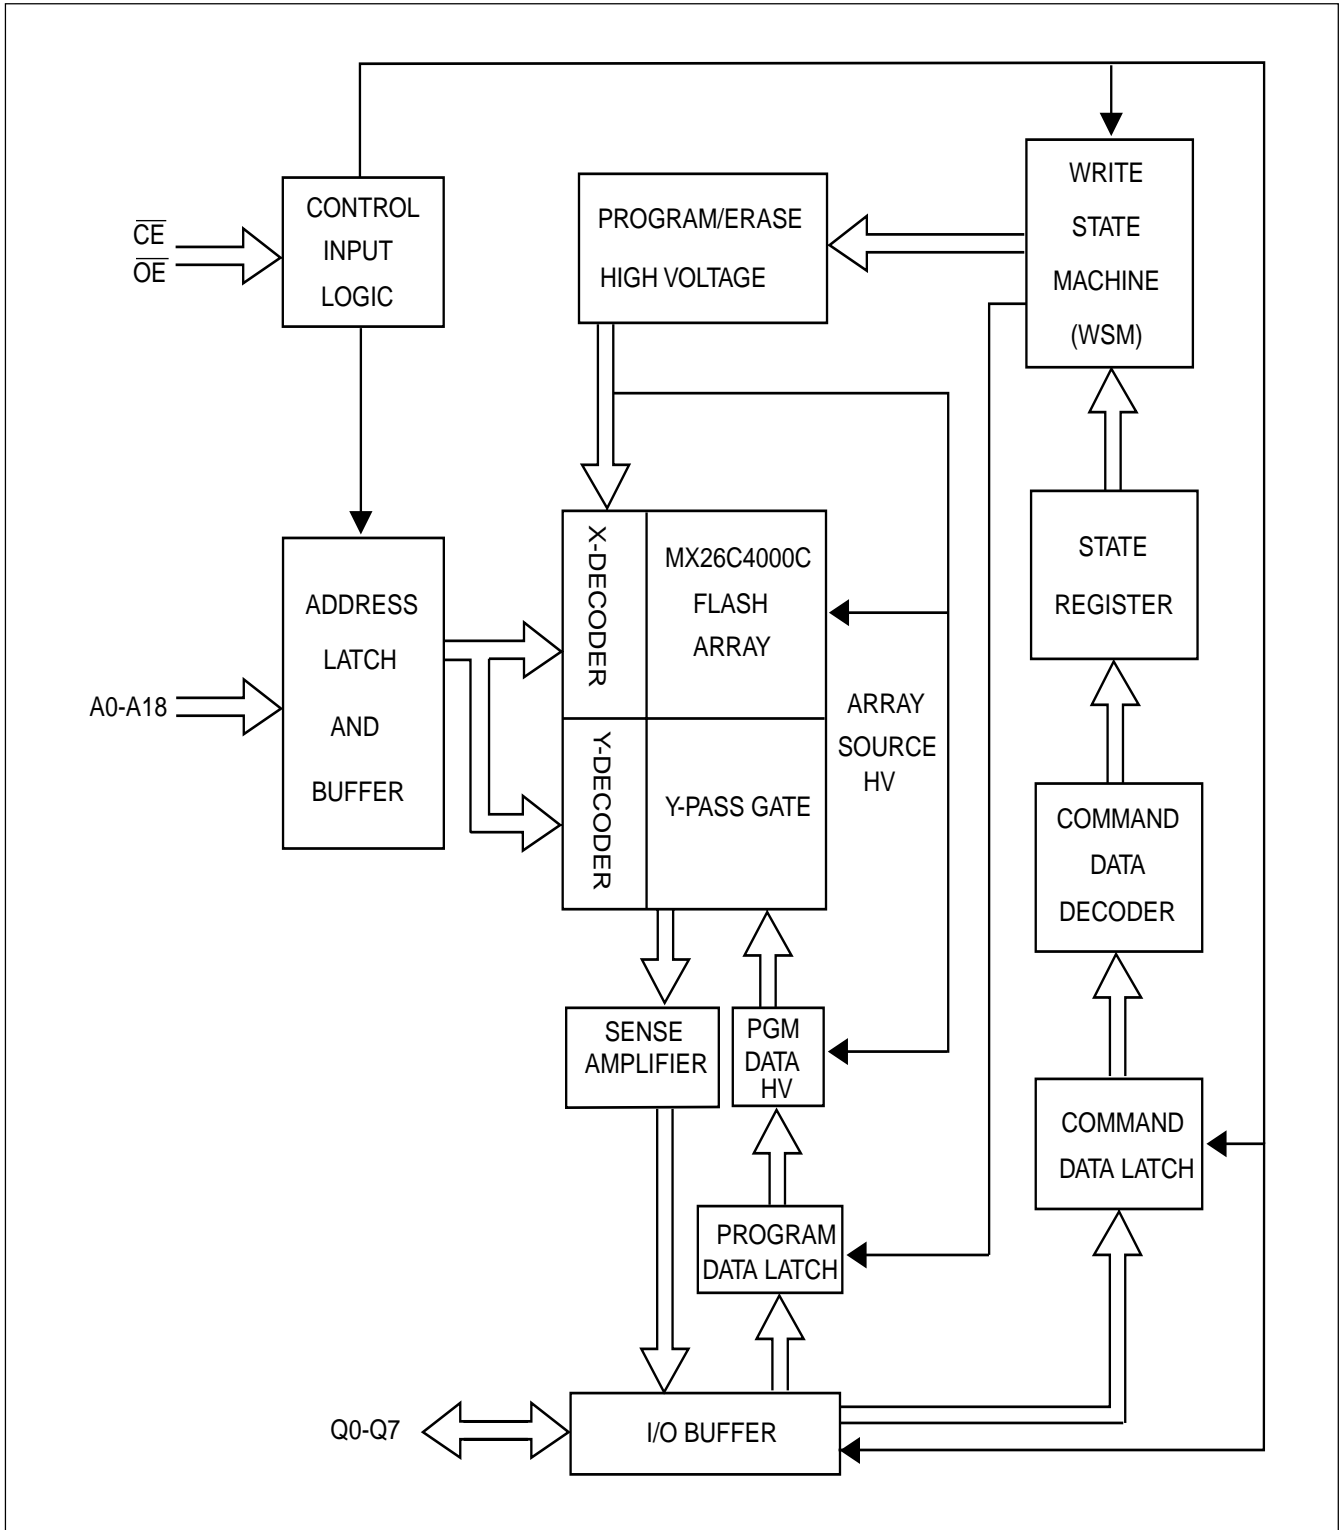 CONTROL
INPUT
LOGIC
C̅E̅
O̅E̅
PROGRAM/ERASE
HIGH VOLTAGE
WRITE
STATE
MACHINE
(WSM)
ADDRESS
LATCH
AND
BUFFER
A0-A18
X-DECODER
MX26C4000C
FLASH
ARRAY
Y-DECODER
Y-PASS GATE
ARRAY
SOURCE
HV
STATE
REGISTER
COMMAND
DATA
DECODER
SENSE
AMPLIFIER
PGM
DATA
HV
COMMAND
DATA LATCH
PROGRAM
DATA LATCH
Q0-Q7
I/O BUFFER